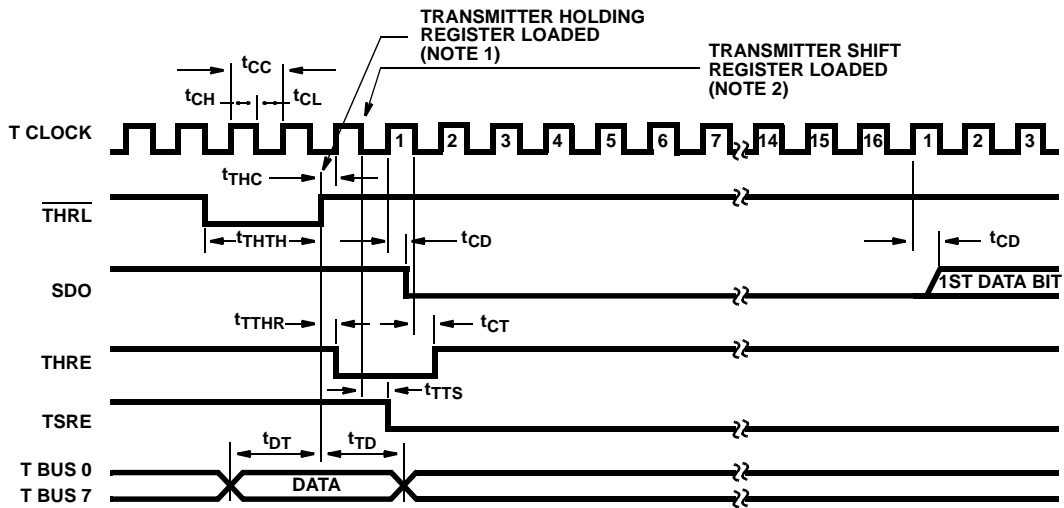 TRANSMITTER HOLDING
REGISTER LOADED
(NOTE 1)
TRANSMITTER SHIFT
REGISTER LOADED
(NOTE 2)
tCC
tCH
tCL
T CLOCK
1 2 3 4 5 6 7 14 15 16 1 2 3
tTHC
THRL
tTHTH
tCD
tCD
SDO
1ST DATA BIT
tTTHR
tCT
THRE
tTTS
TSRE
tDT
tTD
T BUS 0
T BUS 7
DATA